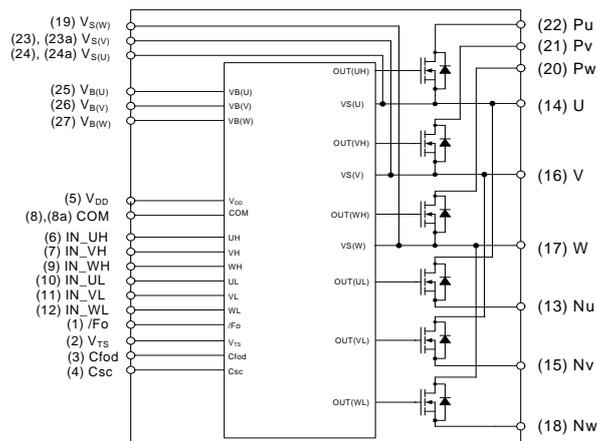 (19) VS(W)
(23), (23a) VS(V)
(24), (24a) VS(U)
(25) VB(U)
(26) VB(V)
(27) VB(W)
(5) VDD
(8),(8a) COM
(6) IN_UH
(7) IN_VH
(9) IN_WH
(10) IN_UL
(11) IN_VL
(12) IN_WL
(1) /Fo
(2) VTS
(3) Cfod
(4) Csc
VB(U)
VB(V)
VB(W)
VDD
COM
UH
VH
WH
UL
VL
WL
/Fo
VTS
Cfod
Csc
OUT(UH)
VS(U)
OUT(VH)
VS(V)
OUT(WH)
VS(W)
OUT(UL)
OUT(VL)
OUT(WL)
(22) Pu
(21) Pv
(20) Pw
(14) U
(16) V
(17) W
(13) Nu
(15) Nv
(18) Nw